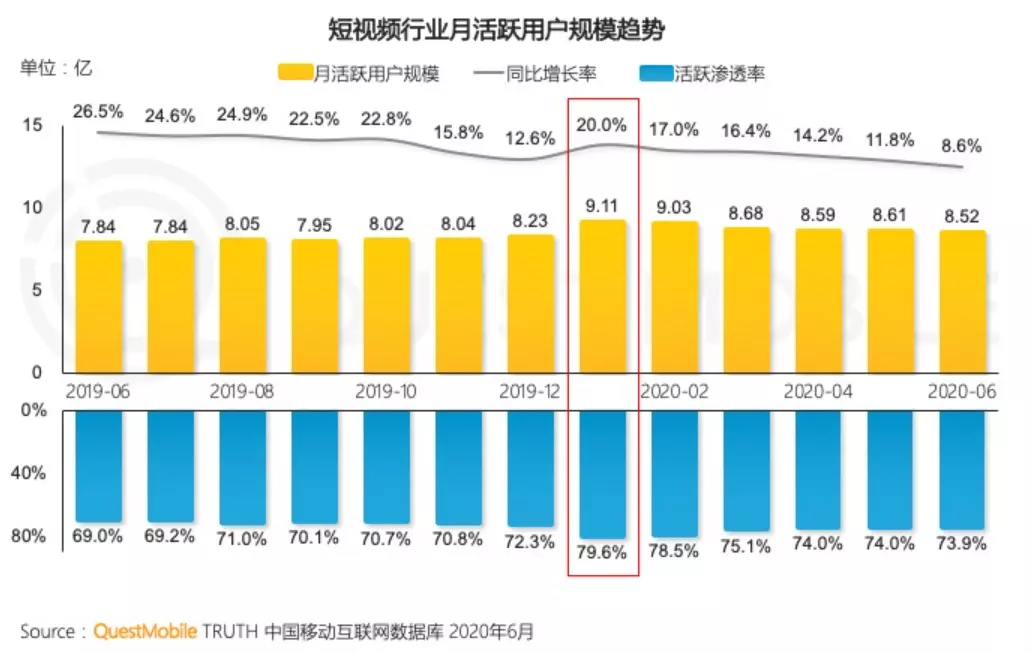 短视频行业月活跃用户规模趋势
单位：亿
月活跃用户规模 同比增长率 活跃渗透率
26.5% 24.6% 24.9% 22.5% 22.8% 15.8% 12.6% 20.0% 17.0% 16.4% 14.2% 11.8% 8.6%
15
10
7.84 7.84 8.05 7.95 8.02 8.04 8.23 9.11 9.03 8.68 8.59 8.61 8.52
5
0
2019-06 2019-08 2019-10 2019-12 2020-02 2020-04 2020-06
0%
40%
80%
69.0% 69.2% 71.0% 70.1% 70.7% 70.8% 72.3% 79.6% 78.5% 75.1% 74.0% 74.0% 73.9%
Source：QuestMobile TRUTH 中国移动互联网数据库 2020年6月